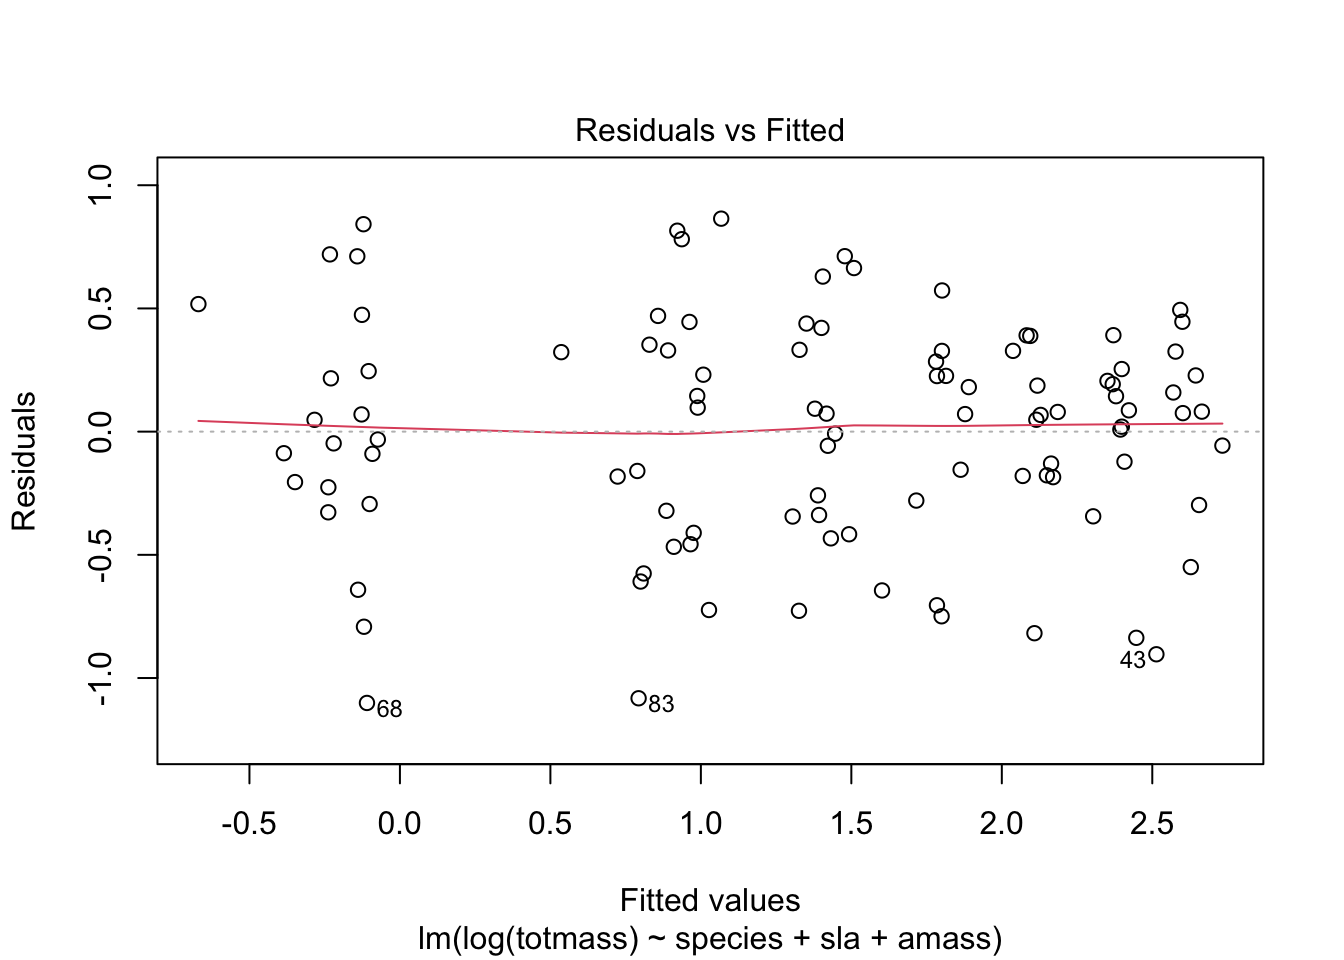 Residuals vs Fitted
Residuals
1.0
0.5
0.0
-0.5
-1.0
68
83
43
-0.5 0.0 0.5 1.0 1.5 2.0 2.5
Fitted values
lm(log(totmass) ~ species + sla + amass)